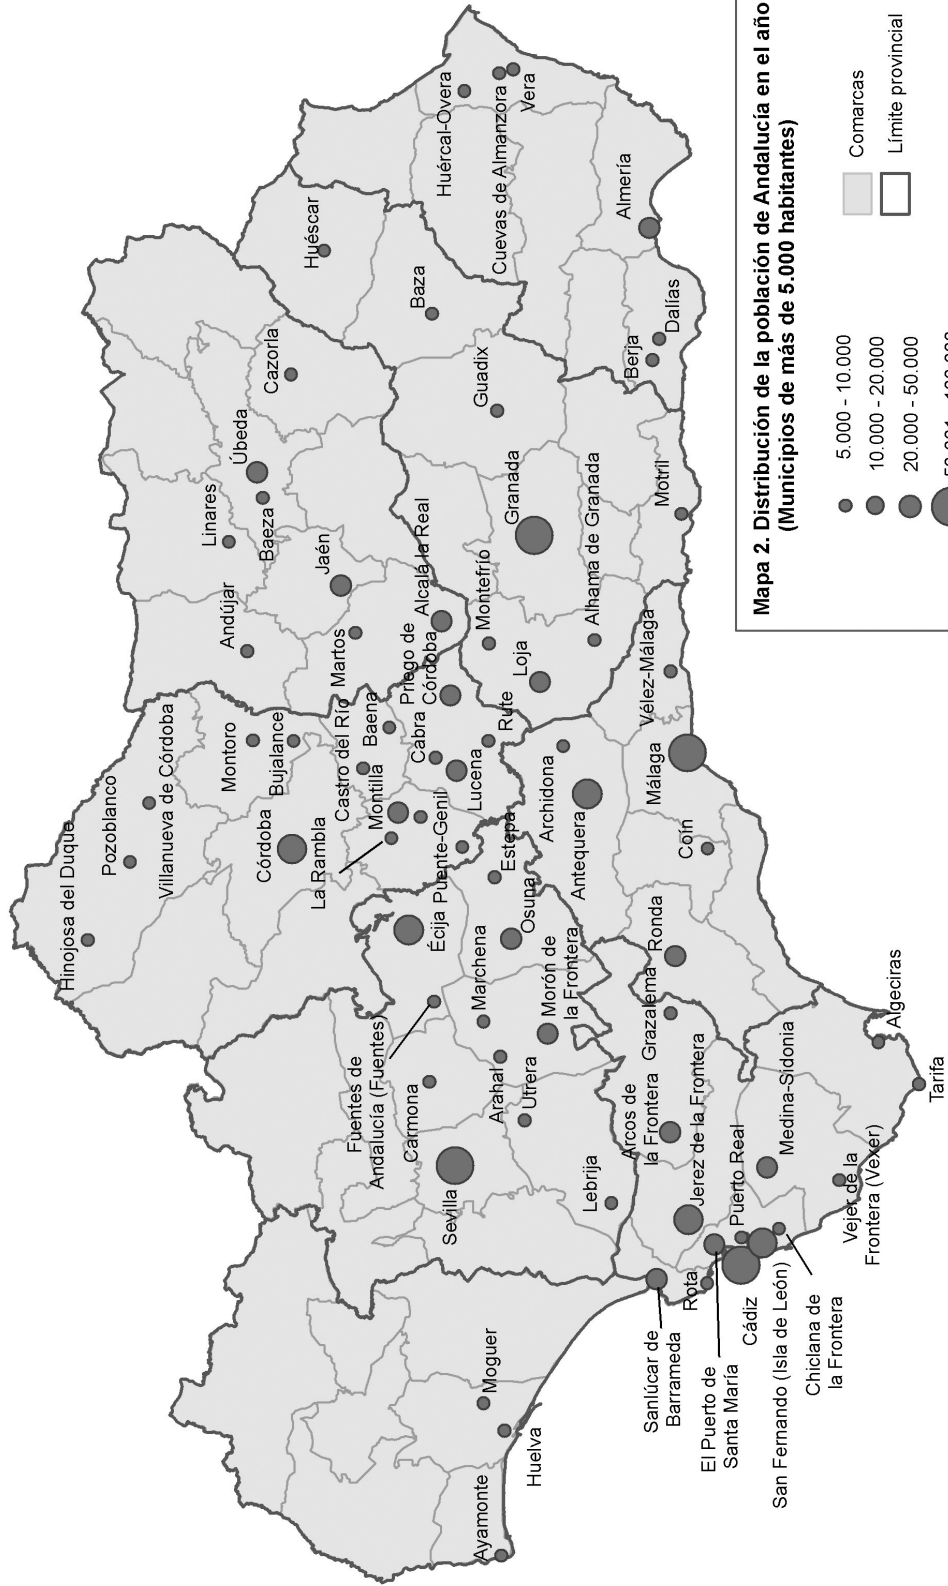 Hinojosa del Duque
Pozoblanco
Villanueva de Córdoba
Montoro
Bujalance
Córdoba
La Rambla
Castro del Río
Montilla
Baena
Cabra
Priego de
Córdoba
Puente-Genil
Lucena
Rute
Andújar
Linares
Baeza
Úbeda
Cazorla
Jaén
Martos
Alcalá la Real
Huéscar
Baza
Guadix
Granada
Montefrío
Loja
Alhama de Granada
Motril
Huércal-Overa
Cuevas de Almanzora
Vera
Almería
Dalías
Berja
Fuentes de
Andalucía (Fuentes)
Carmona
Sevilla
Écija
Marchena
Arahal
Utrera
Osuna
Estepa
Morón de
la Frontera
Lebrija
Archidona
Antequera
Málaga
Vélez-Málaga
Coín
Ronda
Ayamonte
Huelva
Moguer
Grazalema
Arcos de
la Frontera
Jerez de la Frontera
Puerto Real
Medina-Sidonia
Algeciras
Tarifa
Vejer de la
Frontera (Vexer)
Rota
Sanlúcar de
Barrameda
El Puerto de
Santa María
Cádiz
San Fernando (Isla de León)
Chiclana de
la Frontera
Mapa 2. Distribución de la población de Andalucía en el año
(Municipios de más de 5.000 habitantes)
5.000 - 10.000
10.000 - 20.000
20.000 - 50.000
Comarcas
Límite provincial